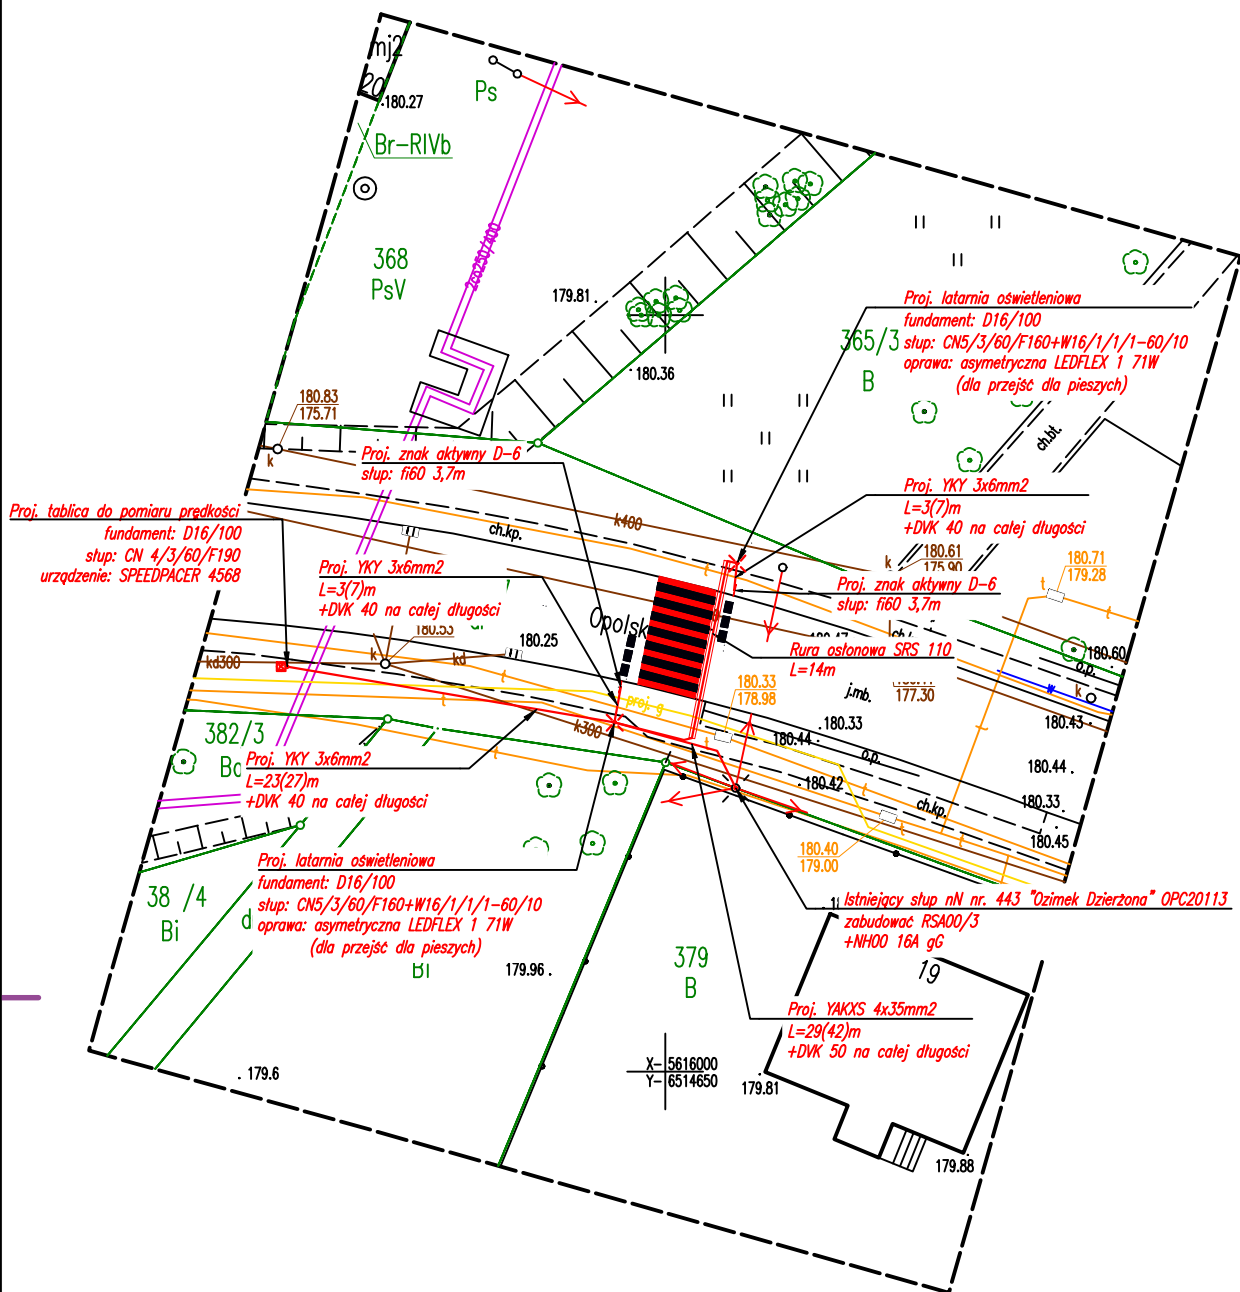 mj2
20
180.27
Ps
Br-RIVb
368
PsV
2co250/400
179.81
180.36
Proj. latarnia oświetleniowa
fundament: D16/100
słup: CN5/3/60/F160+W16/1/1/1-60/10
oprawa: asymetryczna LEDFLEX 1 71W
(dla przejść dla pieszych)
365/3
B
180.83
175.71
k
Proj. znak aktywny D-6
słup: fi60 3,7m
ch.bt.
Proj. YKY 3x6mm2
L=3(7)m
+DVK 40 na całej długości
Proj. tablica do pomiaru prędkości
fundament: D16/100
słup: CN 4/3/60/F190
urządzenie: SPEEDPACER 4568
k400
ch.kp.
t
k
180.61
175.90
180.71
179.28
t
t
Proj. YKY 3x6mm2
L=3(7)m
+DVK 40 na całej długości
Proj. znak aktywny D-6
słup: fi60 3,7m
Opolsk
180.53
180.25
Rura osłonowa SRS 110
L=14m
180.60
o.p.
kd300
k
kd
t
t
180.33
178.98
j.mb.
177.30
w
k
proj. g
180.33
180.43
382/3
k300
t
180.44
o.p.
180.44
Proj. YKY 3x6mm2
L=23(27)m
+DVK 40 na całej długości
t
180.42
ch.kp.
180.33
t
t
180.45
180.40
179.00
Proj. latarnia oświetleniowa
fundament: D16/100
słup: CN5/3/60/F160+W16/1/1/1-60/10
oprawa: asymetryczna LEDFLEX 1 71W
(dla przejść dla pieszych)
38 /4
Bi
d
Bi
Istniejący słup nN nr. 443 "Ozimek Dzierżona" OPC20113
zabudować RSA00/3
+NH00 16A gG
179.96
379
B
19
Proj. YAKXS 4x35mm2
L=29(42)m
+DVK 50 na całej długości
179.6
X- 5616000
Y- 6514650
179.81
179.88